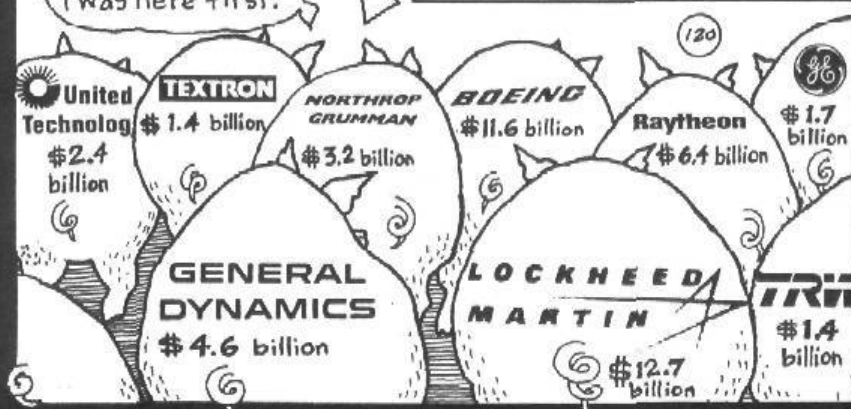 I was here first.
120
United
Technolog
$2.4
billion
TEXTRON
$1.4 billion
NORTHROP
GRUMMAN
$3.2 billion
BOEING
$11.6 billion
Raytheon
$6.4 billion
GE
$1.7
billion
GENERAL
DYNAMICS
$4.6 billion
LOCKHEED
MARTIN
$12.7
billion
TRW
$1.4
billion